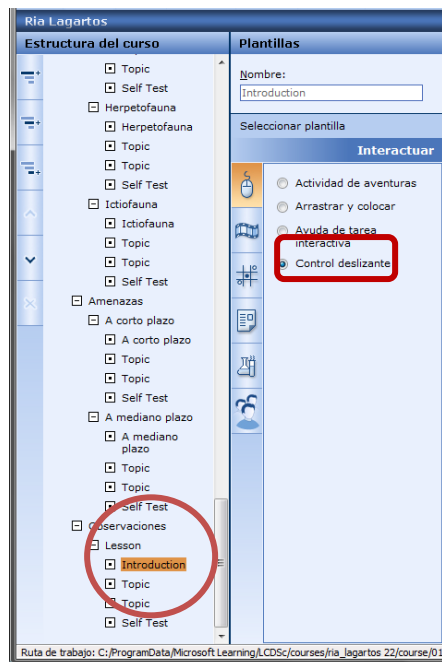 Ria Lagartos
Estructura del curso
Plantillas
Topic
Self Test
Herpetofauna
Herpetofauna
Topic
Topic
Self Test
Ictiofauna
Ictiofauna
Topic
Topic
Self Test
Amenazas
A corto plazo
A corto plazo
Topic
Topic
Self Test
A mediano plazo
A mediano
plazo
Topic
Topic
Self Test
Observaciones
Lesson
Introduction
Topic
Topic
Self Test
Nombre:
Introduction
Seleccionar plantilla
Interactuar
Actividad de aventuras
Arrastrar y colocar
Ayuda de tarea
interactiva
Control deslizante
Ruta de trabajo: C:/ProgramData/Microsoft Learning/LCDSc/courses/ria_lagartos 22/course/01